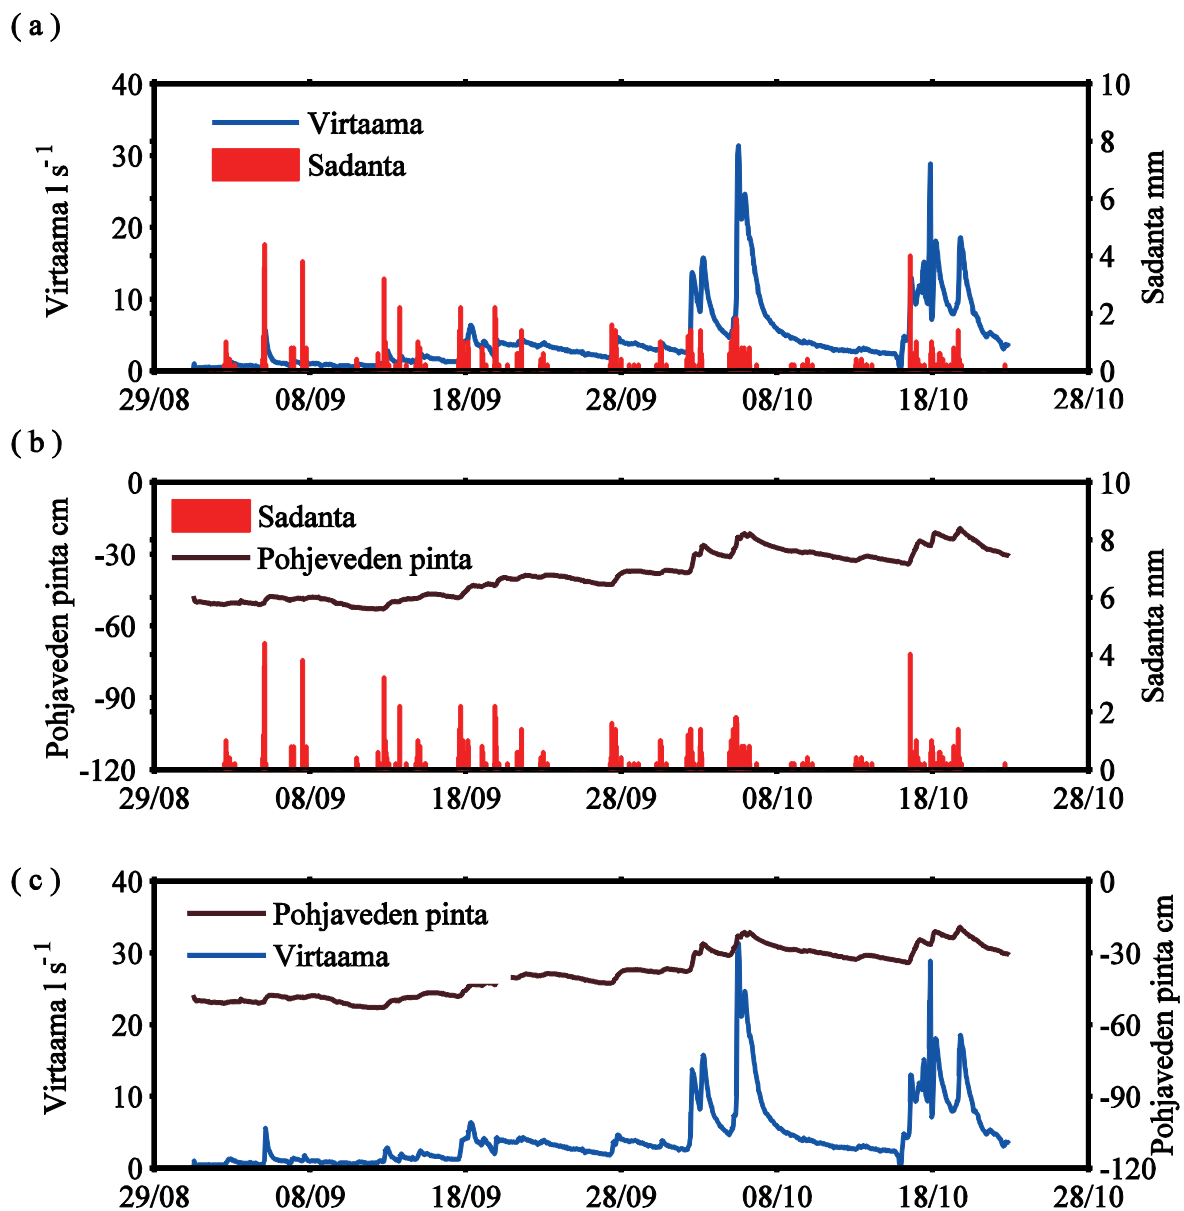 ( a )
40 10
Virtaama
30 8
Sadanta
6
20
4
10
2
0 0
Virtaama l s-1
Sadanta mm
29/08 08/09 18/09 28/09 08/10 18/10 28/10
( b )
0 10
Sadanta
-30 8
Pohjeveden pinta
-60 6
4
-90
2
-120 0
Pohjaveden pinta cm
Sadanta mm
29/08 08/09 18/09 28/09 08/10 18/10 28/10
( c )
40 0
Pohjaveden pinta
30 -30
Virtaama
20 -60
10 -90
0 -120
Virtaama l s-1
Pohjaveden pinta cm
29/08 08/09 18/09 28/09 08/10 18/10 28/10